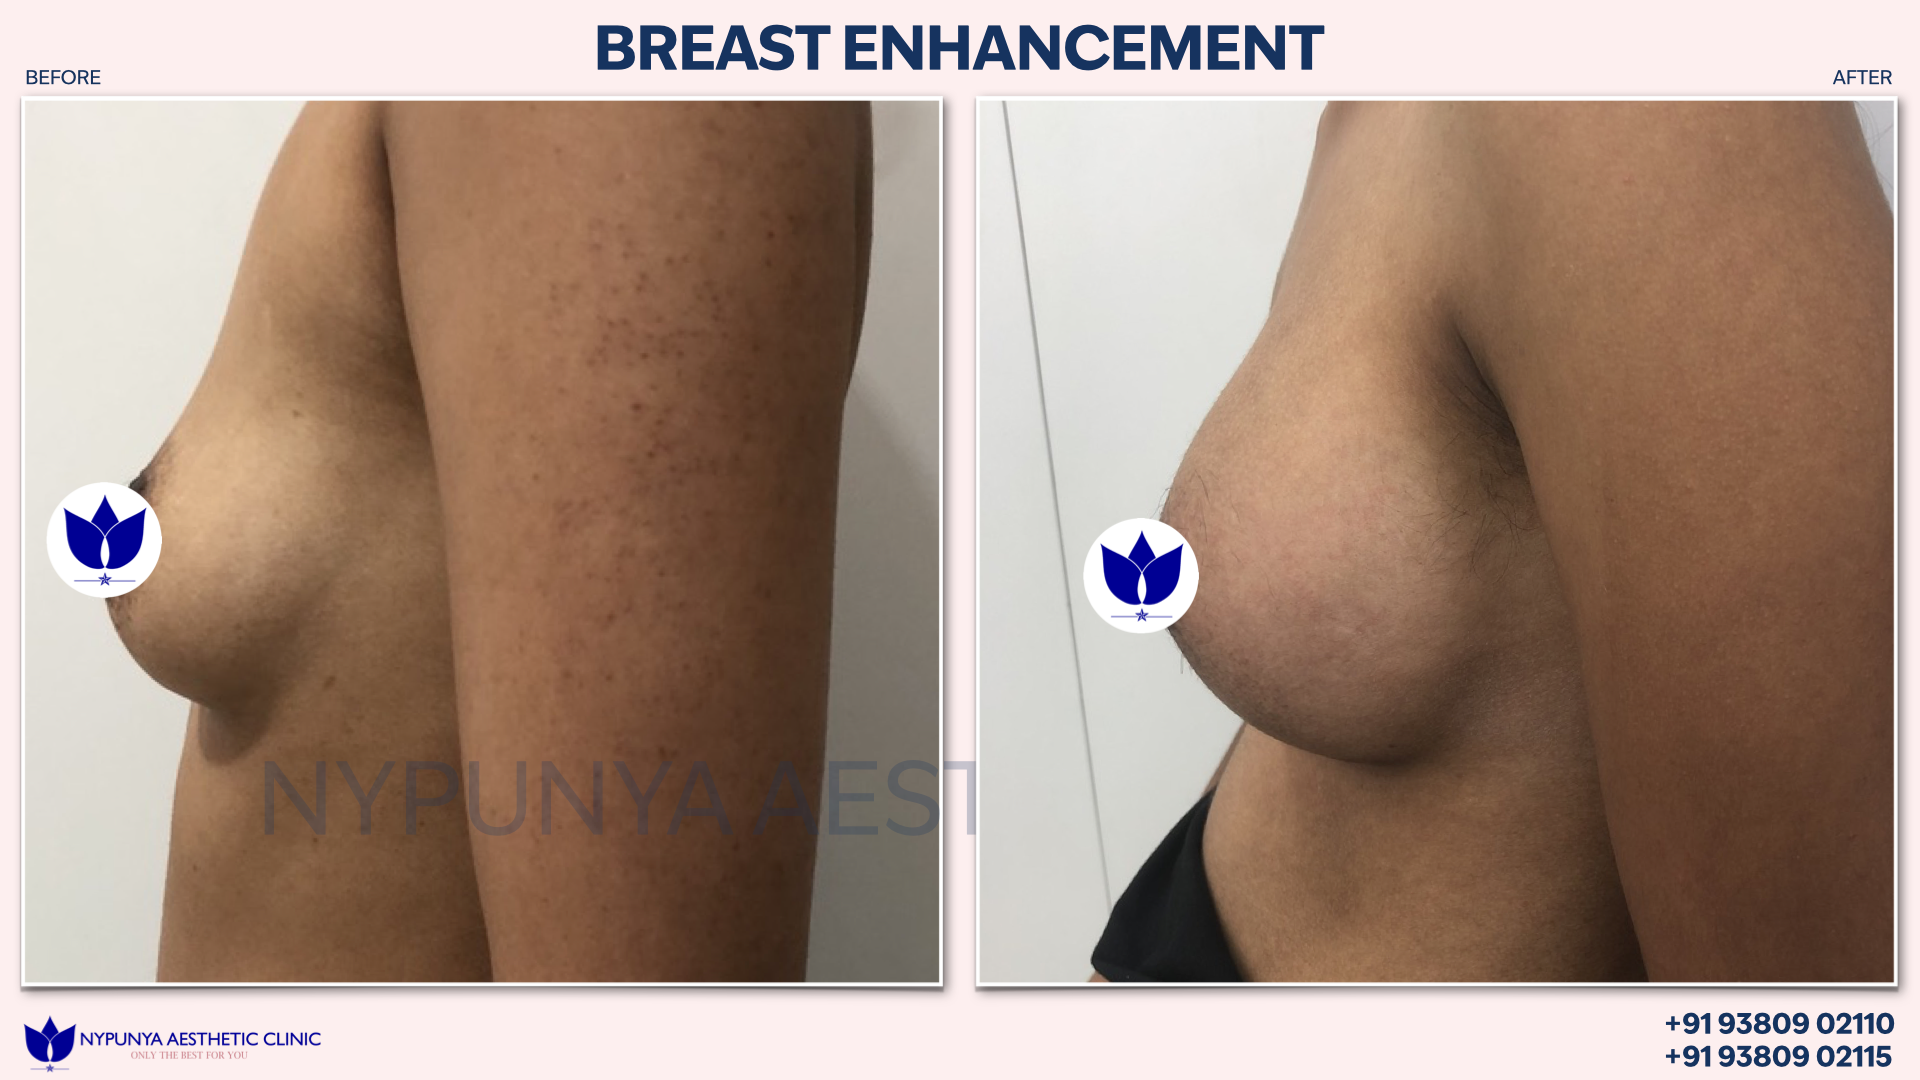 BREAST ENHANCEMENT
BEFORE
AFTER
NYPUNYA AEST
NYPUNYA AESTHETIC CLINIC
ONLY THE BEST FOR YOU
+91 93809 02110
+91 93809 02115